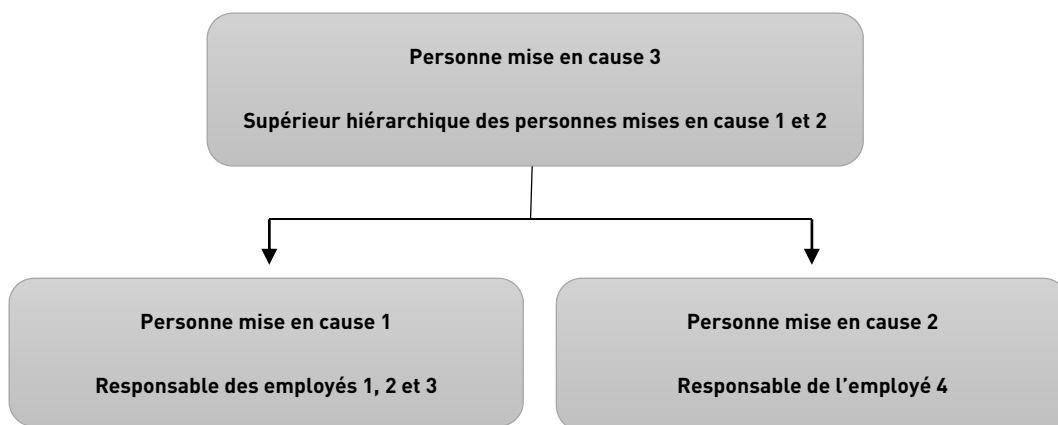 Personne mise en cause 3
Supérieur hiérarchique des personnes mises en cause 1 et 2
Personne mise en cause 1
Responsable des employés 1, 2 et 3
Personne mise en cause 2
Responsable de l’employé 4